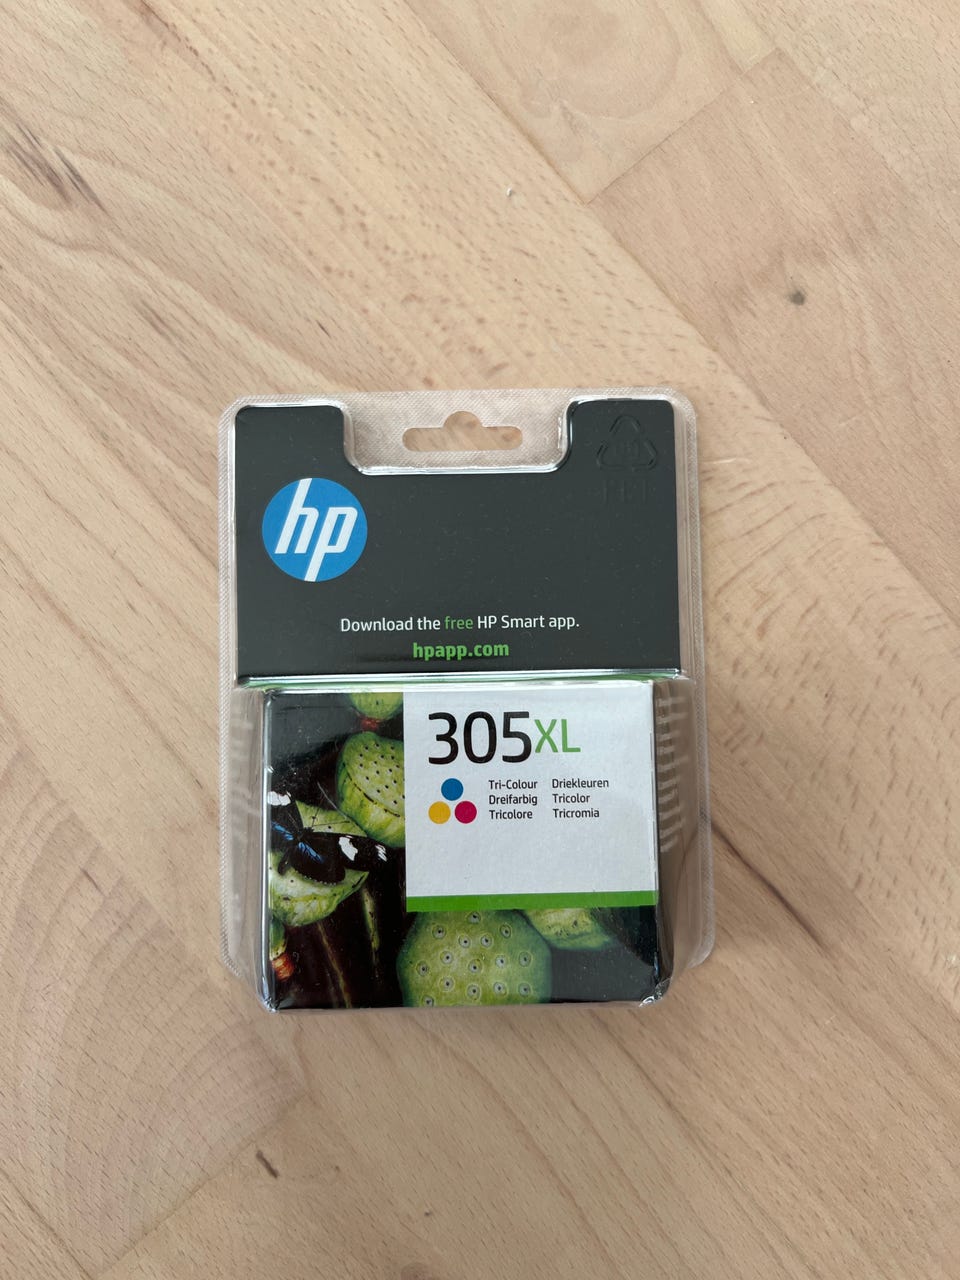 hp
Download the free HP Smart app.
hpapp.com
305XL
Tri-Colour Driekleuren
Dreifarbig Tricolor
Tricolore Tricromia